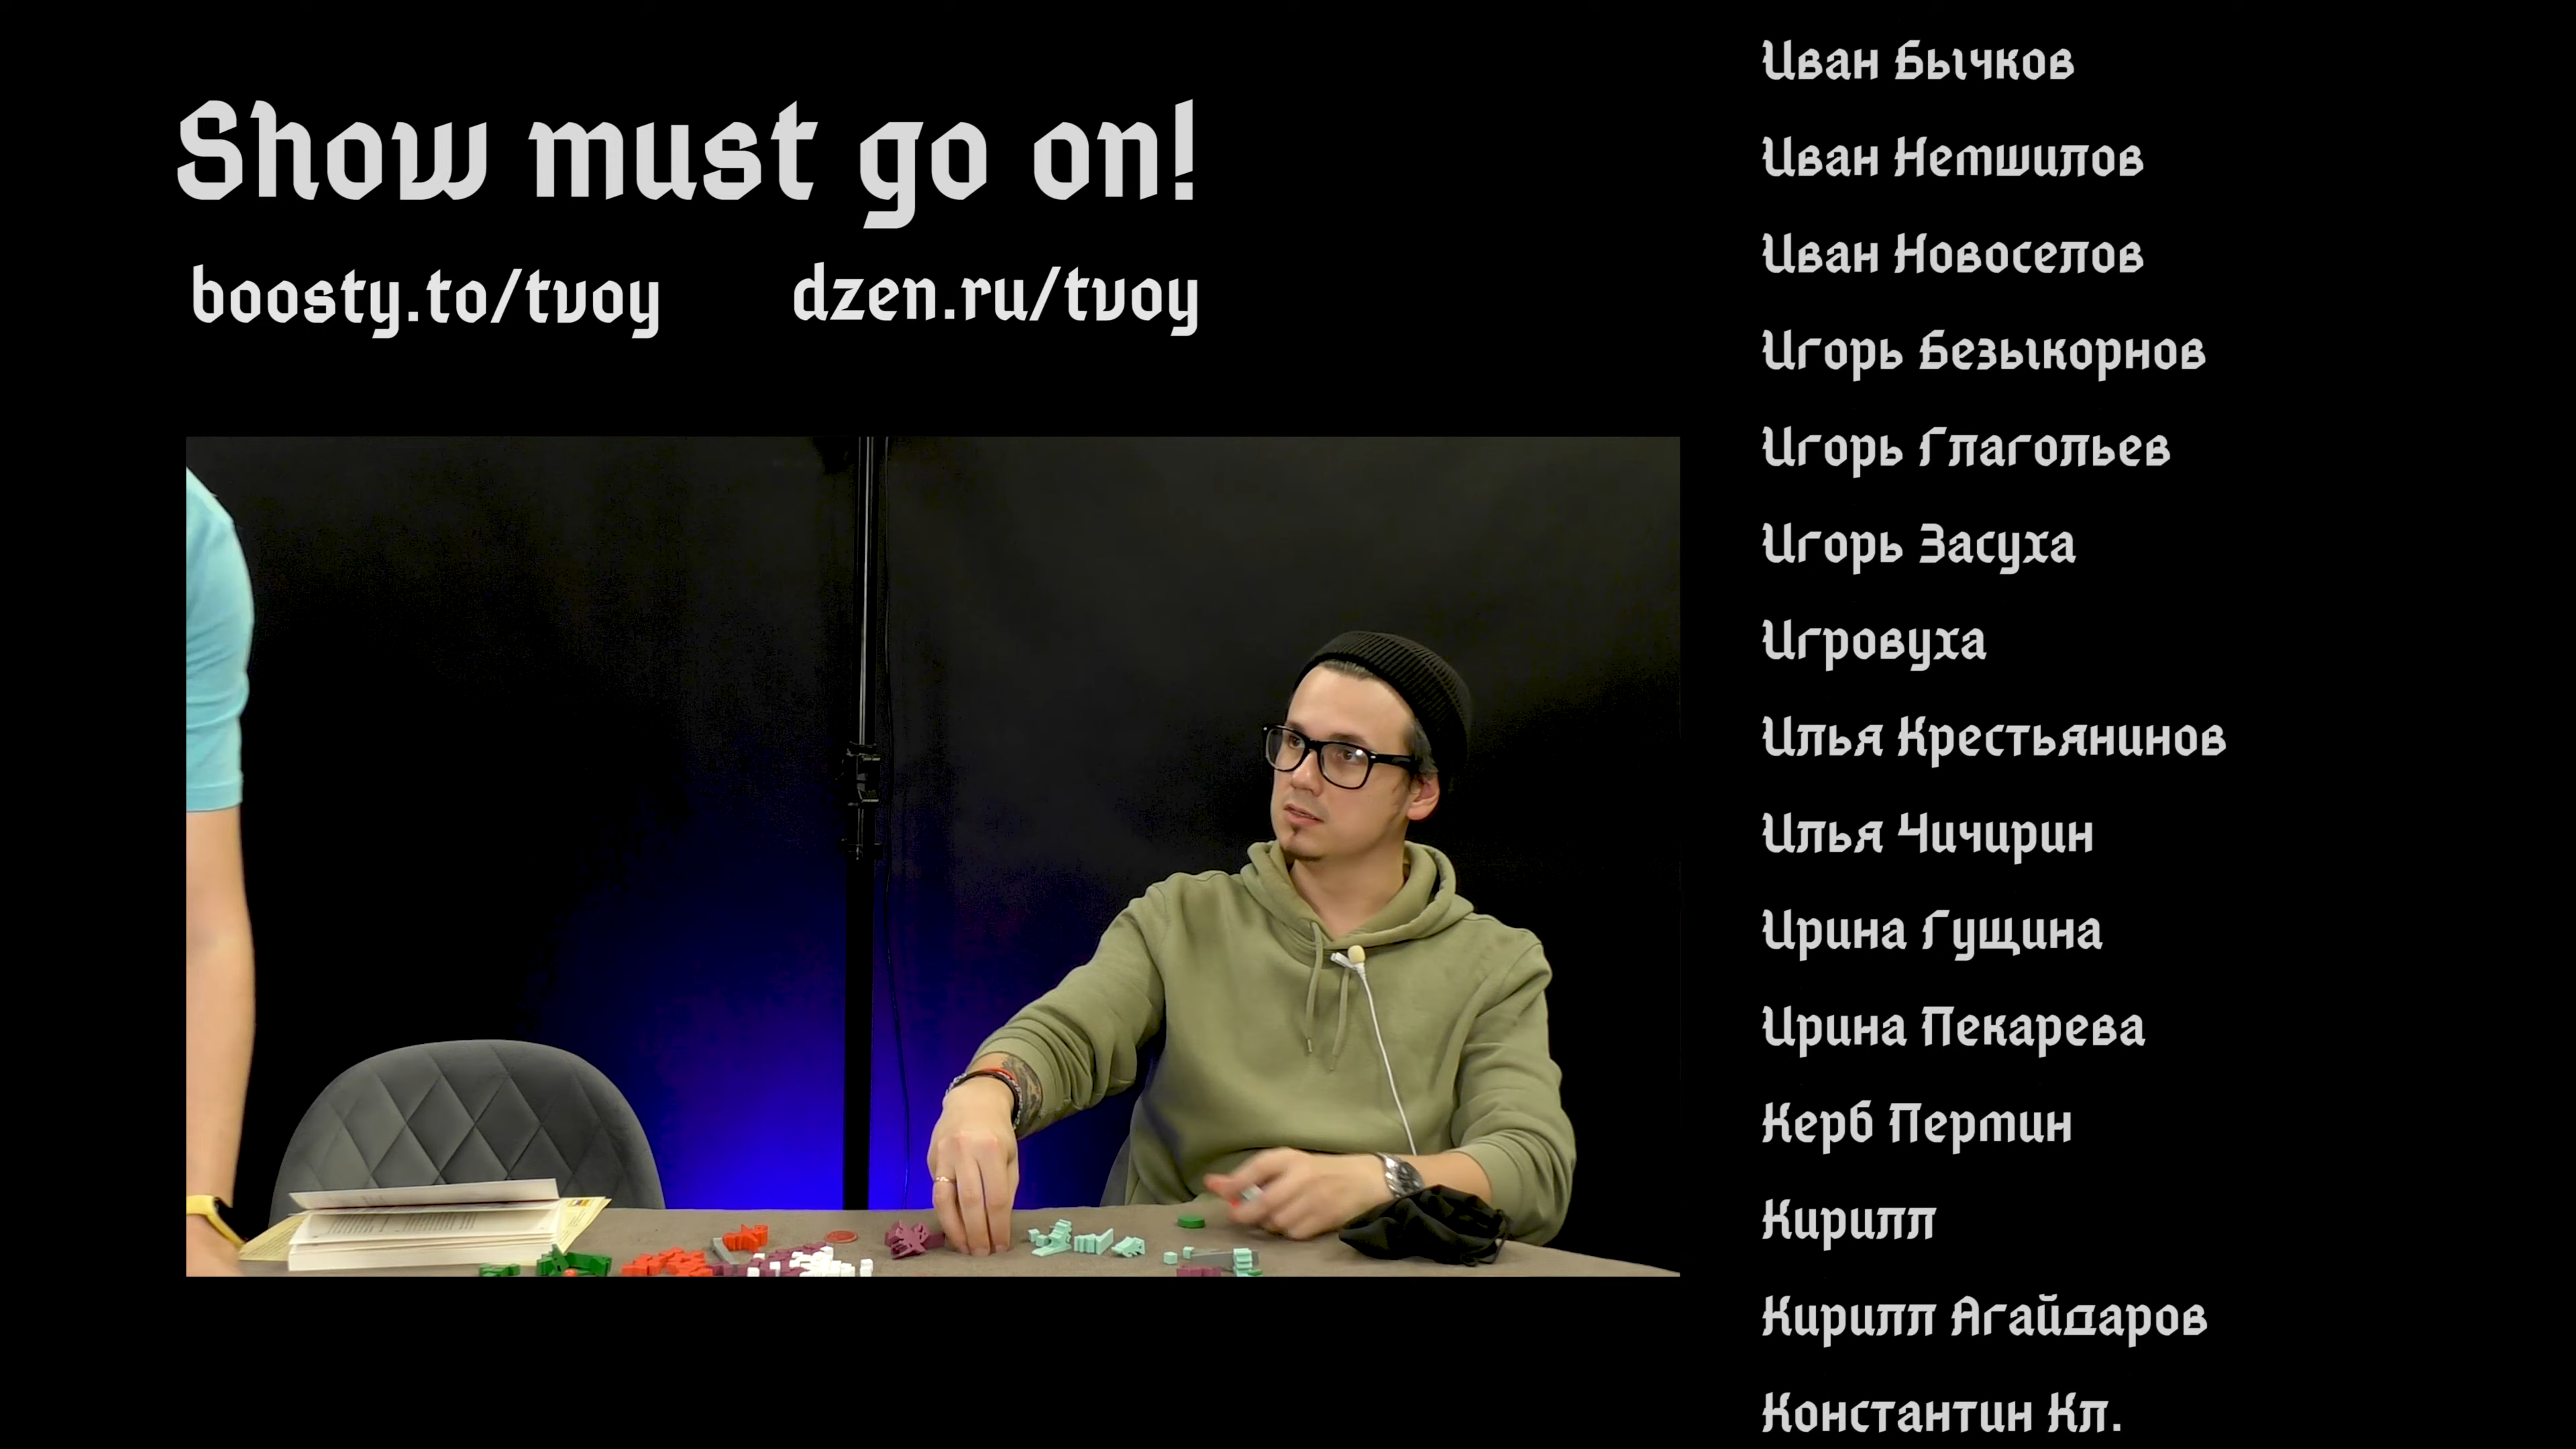 Show must go on!
boosty.to/tvoy
dzen.ru/tvoy
Иван Бычков
Иван Немшилов
Иван Новоселов
Игорь Безыкорнов
Игорь Глагольев
Игорь Засуха
Игровуха
Илья Крестьянинов
Илья Чичирин
Ирина Гущина
Ирина Пекарева
Керб Пермин
Кирилл
Кирилл Агайдаров
Константин Кл.